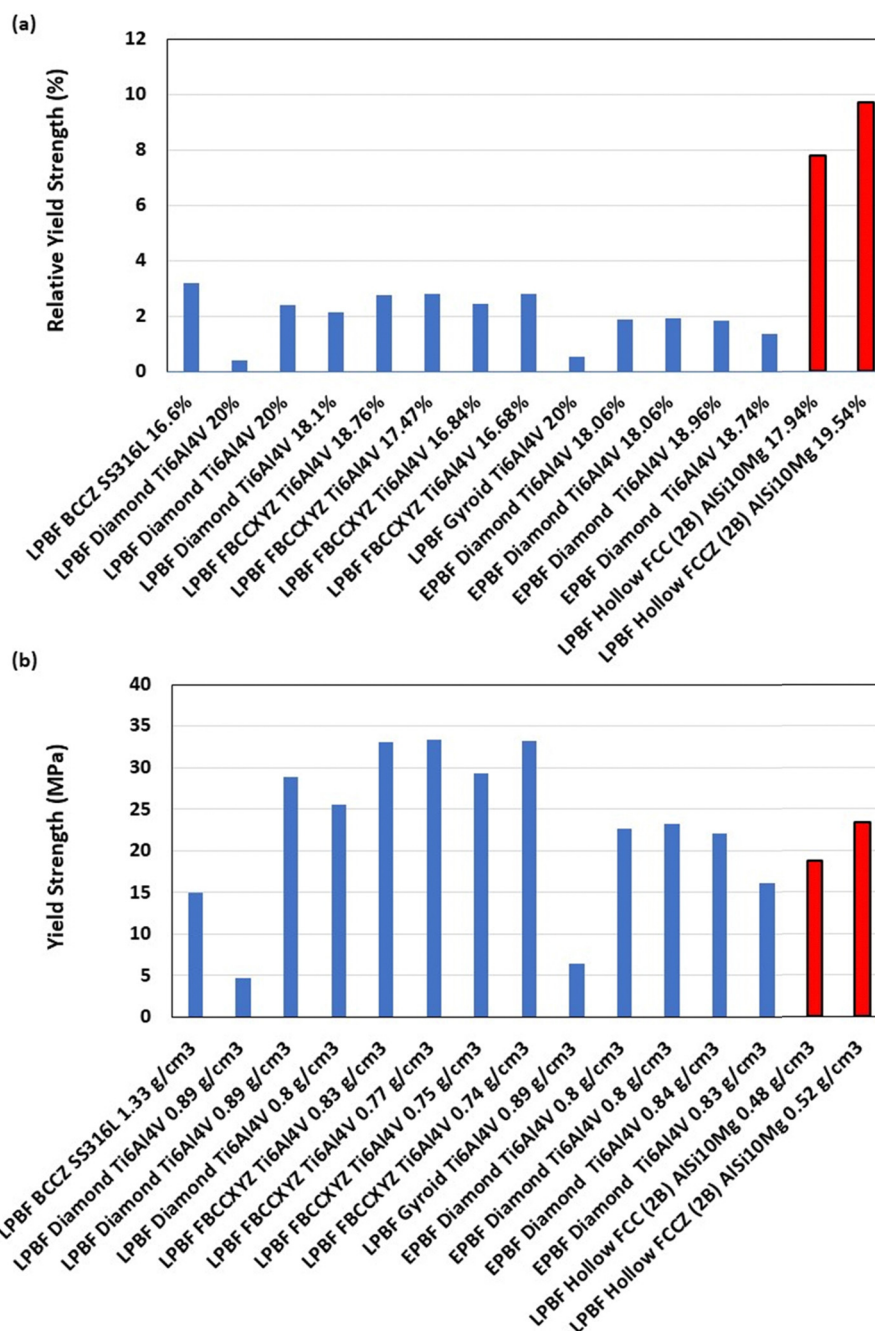 (a)
Relative Yield Strength (%)
12
10
8
6
4
2
0
LPBF BCCZ SS316L 16.6%
LPBF Diamond Ti6Al4V 20%
LPBF Diamond Ti6Al4V 20%
LPBF Diamond Ti6Al4V 18.1%
LPBF FBCCXYZ Ti6Al4V 18.76%
LPBF FBCCXYZ Ti6Al4V 17.47%
LPBF FBCCXYZ Ti6Al4V 16.84%
LPBF FBCCXYZ Ti6Al4V 16.68%
LPBF Gyroid Ti6Al4V 20%
EPBF Diamond Ti6Al4V 18.06%
EPBF Diamond Ti6Al4V 18.06%
EPBF Diamond Ti6Al4V 18.96%
EPBF Diamond Ti6Al4V 18.74%
LPBF Hollow FCC (2B) AlSi10Mg 17.94%
LPBF Hollow FCCZ (2B) AlSi10Mg 19.54%
(b)
Yield Strength (MPa)
40
35
30
25
20
15
10
5
0
LPBF BCCZ SS316L 1.33 g/cm3
LPBF Diamond Ti6Al4V 0.89 g/cm3
LPBF Diamond Ti6Al4V 0.89 g/cm3
LPBF Diamond Ti6Al4V 0.8 g/cm3
LPBF FBCCXYZ Ti6Al4V 0.83 g/cm3
LPBF FBCCXYZ Ti6Al4V 0.77 g/cm3
LPBF FBCCXYZ Ti6Al4V 0.75 g/cm3
LPBF FBCCXYZ Ti6Al4V 0.74 g/cm3
LPBF Gyroid Ti6Al4V 0.89 g/cm3
EPBF Diamond Ti6Al4V 0.8 g/cm3
EPBF Diamond Ti6Al4V 0.8 g/cm3
EPBF Diamond Ti6Al4V 0.84 g/cm3
EPBF Diamond Ti6Al4V 0.83 g/cm3
LPBF Hollow FCC (2B) AlSi10Mg 0.48 g/cm3
LPBF Hollow FCCZ (2B) AlSi10Mg 0.52 g/cm3